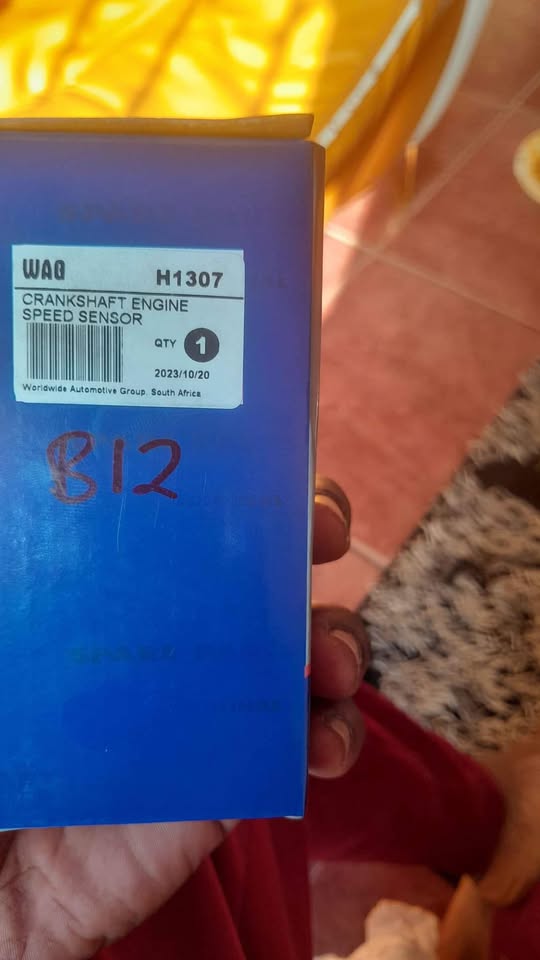 WAG
H1307
CRANKSHAFT ENGINE
SPEED SENSOR
QTY 1
2023/10/20
Worldwide Automotive Group. South Africa
B12